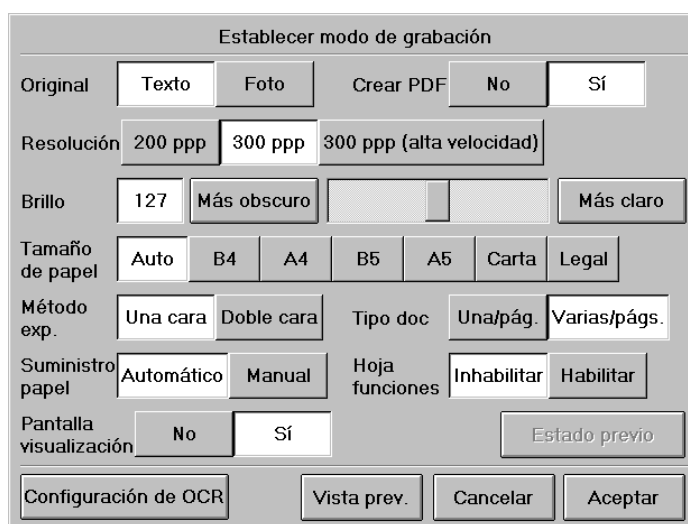 Establecer modo de grabación
Original Texto Foto Crear PDF No Sí
Resolución 200 ppp 300 ppp 300 ppp (alta velocidad)
Brillo 127 Más obscuro Más claro
Tamaño
de papel Auto B4 A4 B5 A5 Carta Legal
Método
exp. Una cara Doble cara Tipo doc Una/pág. Varias/págs.
Suministro
papel Automático Manual Hoja
funciones Inhabilitar Habilitar
Pantalla
visualización No Sí Estado previo
Configuración de OCR Vista prev. Cancelar Aceptar